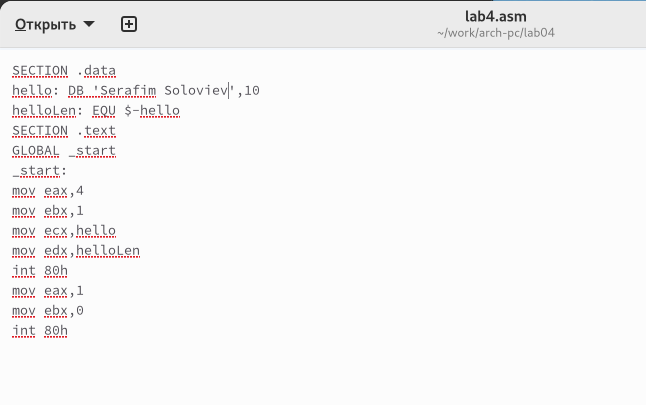 Открыть
lab4.asm
~/work/arch-pc/lab04
SECTION .data
hello: DB 'Serafim Soloviev',10
helloLen: EQU $-hello
SECTION .text
GLOBAL _start
_start:
mov eax,4
mov ebx,1
mov ecx,hello
mov edx,helloLen
int 80h
mov eax,1
mov ebx,0
int 80h